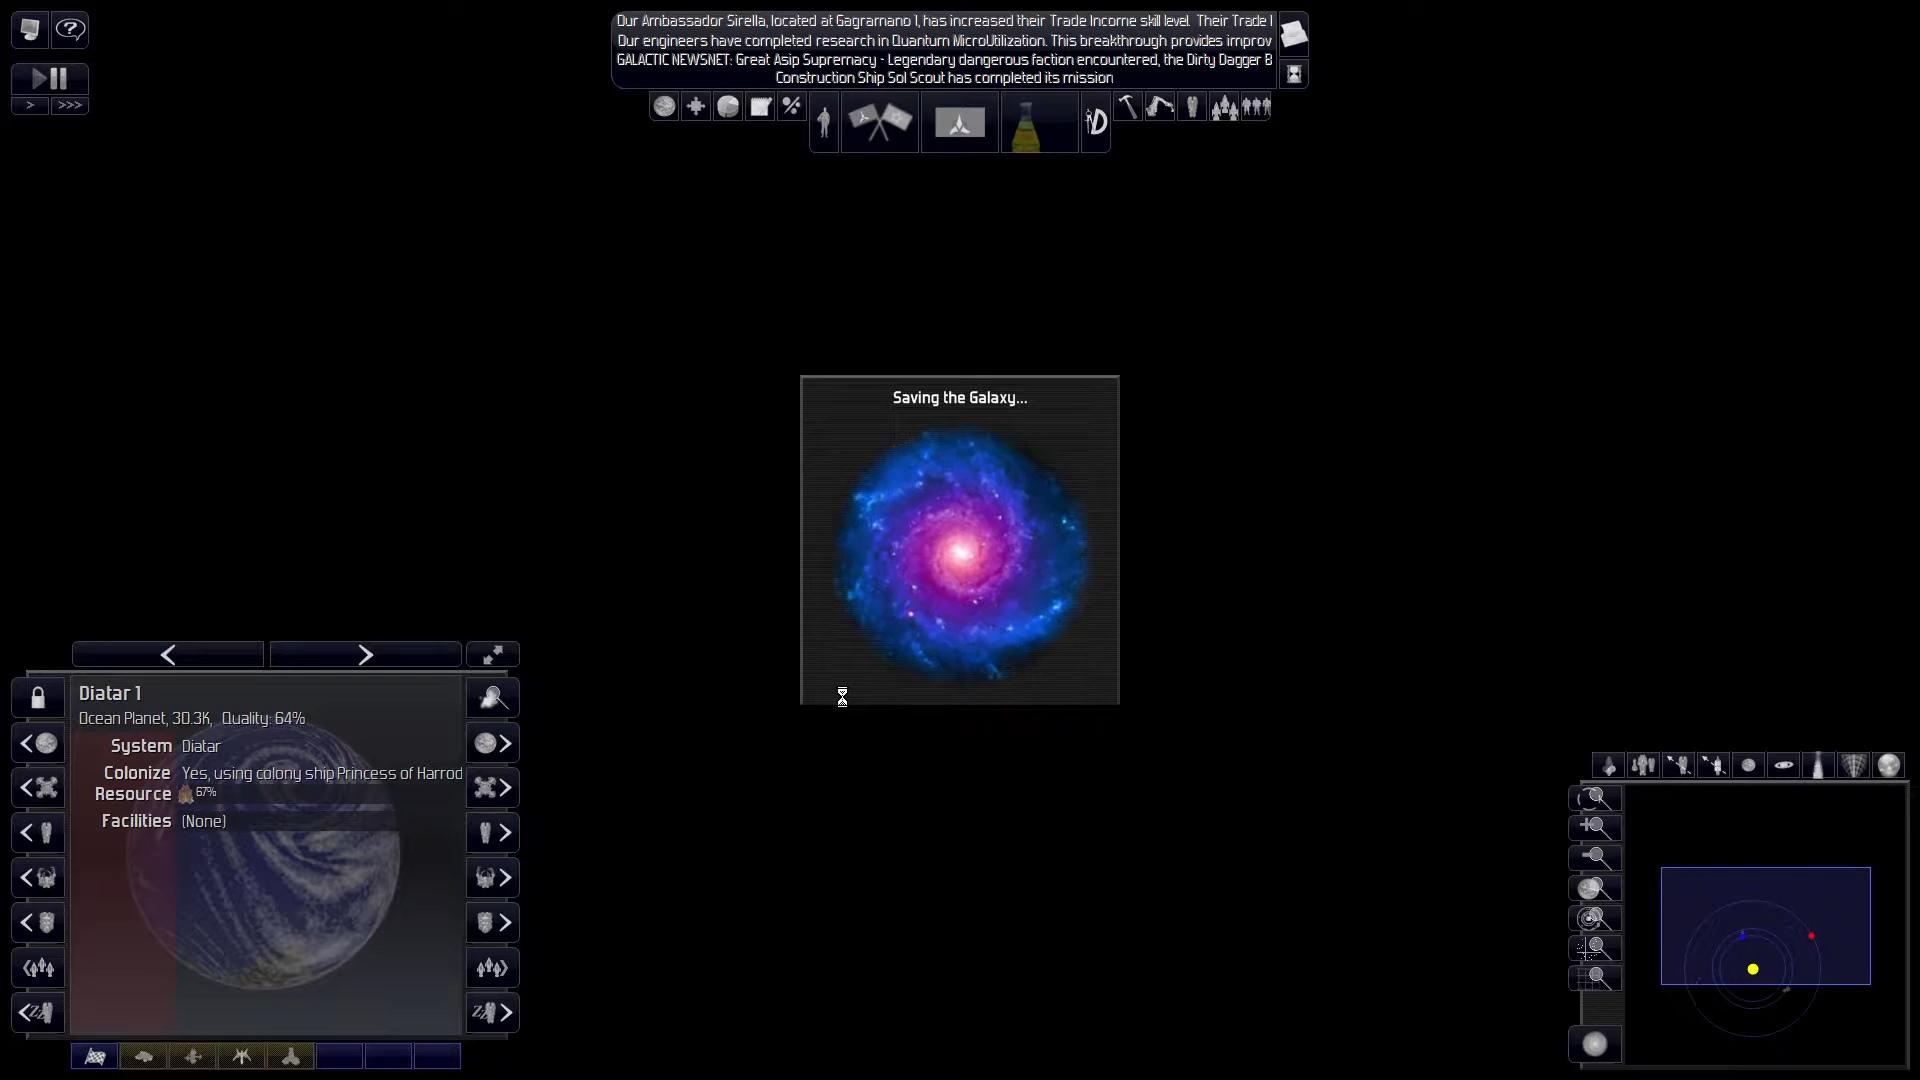 Our Ambassador Sirella, located at Gagramano 1, has increased their Trade Income skill level. Their Trade I
Our engineers have completed research in Quantum MicroUtilization. This breakthrough provides improv
GALACTIC NEWSNET: Great Asip Supremacy - Legendary dangerous faction encountered, the Dirty Dagger B
Construction Ship Sol Scout has completed its mission
> >>>
Saving the Galaxy...
Diatar 1
Ocean Planet, 30.3K, Quality: 64%
System Diatar
Colonize Yes, using colony ship Princess of Harrod
Resource 67%
Facilities (None)